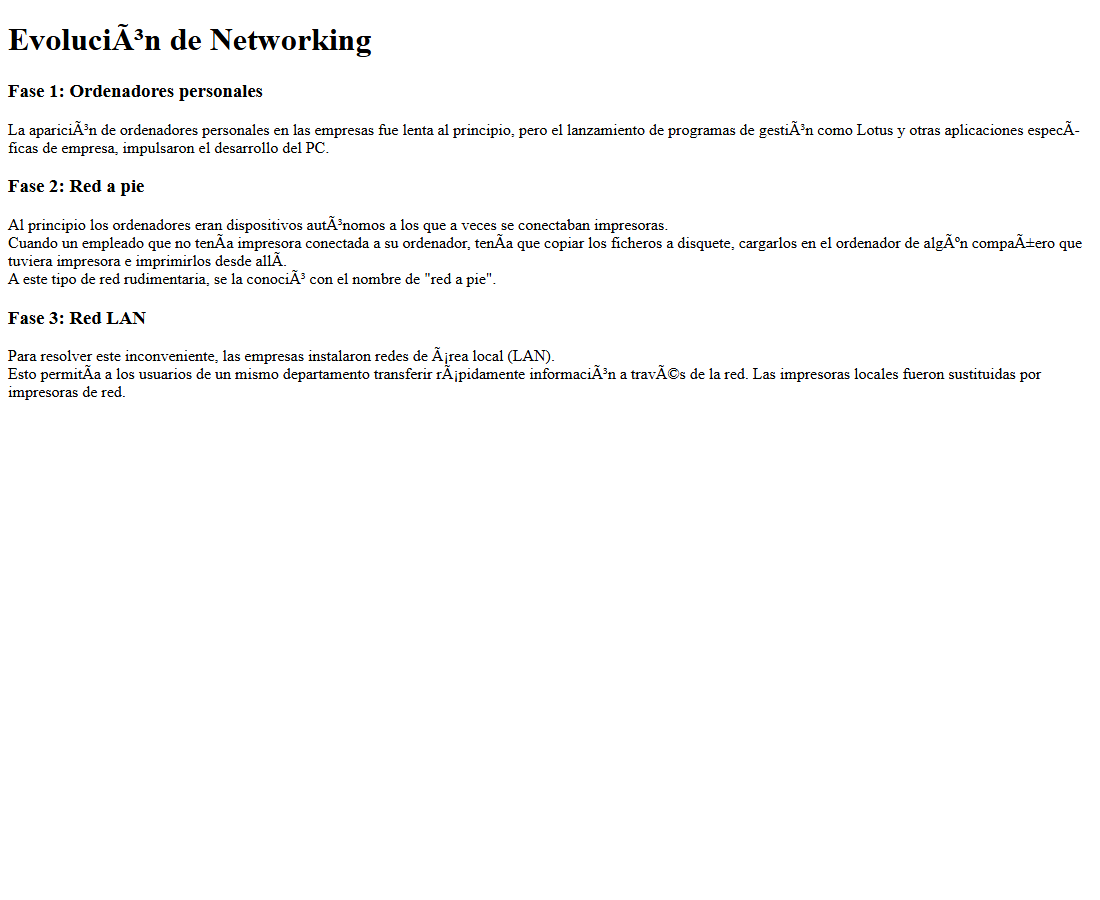 EvoluciÃ³n de Networking
Fase 1: Ordenadores personales
La apariciÃ³n de ordenadores personales en las empresas fue lenta al principio, pero el lanzamiento de programas de gestiÃ³n como Lotus y otras aplicaciones especÃ-
ficas de empresa, impulsaron el desarrollo del PC.
Fase 2: Red a pie
Al principio los ordenadores eran dispositivos autÃ³nomos a los que a veces se conectaban impresoras.
Cuando un empleado que no tenÃa impresora conectada a su ordenador, tenÃa que copiar los ficheros a disquete, cargarlos en el ordenador de algÃºn compaÃ±ero que
tuviera impresora e imprimirlos desde allÃ.
A este tipo de red rudimentaria, se la conociÃ³ con el nombre de "red a pie".
Fase 3: Red LAN
Para resolver este inconveniente, las empresas instalaron redes de Ã¡rea local (LAN).
Esto permitÃa a los usuarios de un mismo departamento transferir rÃ¡pidamente informaciÃ³n a travÃ©s de la red. Las impresoras locales fueron sustituidas por
impresoras de red.